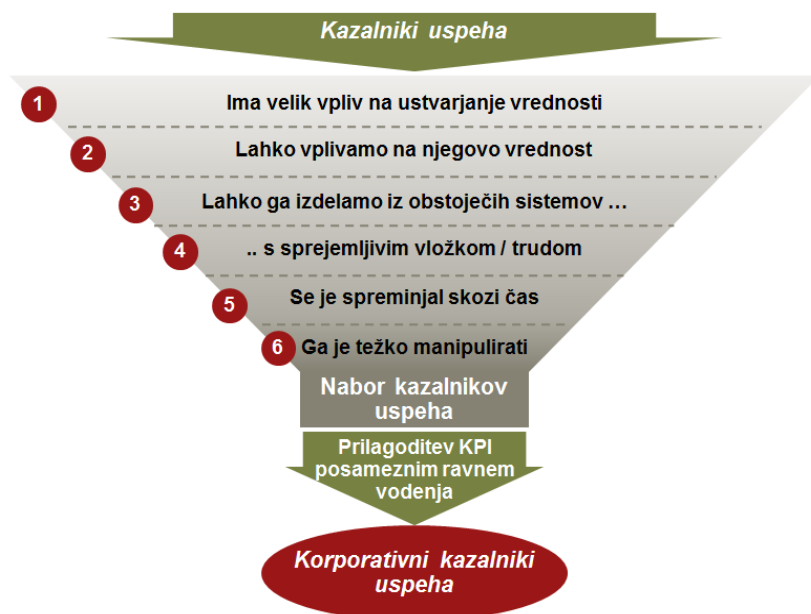 Kazalniki uspeha
1 Ima velik vpliv na ustvarjanje vrednosti
2 Lahko vplivamo na njegovo vrednost
3 Lahko ga izdelamo iz obstoječih sistemov …
4 .. s sprejemljivim vložkom / trudom
5 Se je spreminjal skozi čas
6 Ga je težko manipulirati
Nabor kazalnikov
uspeha
Prilagoditev KPI
posameznim ravnem
vodenja
Korporativni kazalniki
uspeha